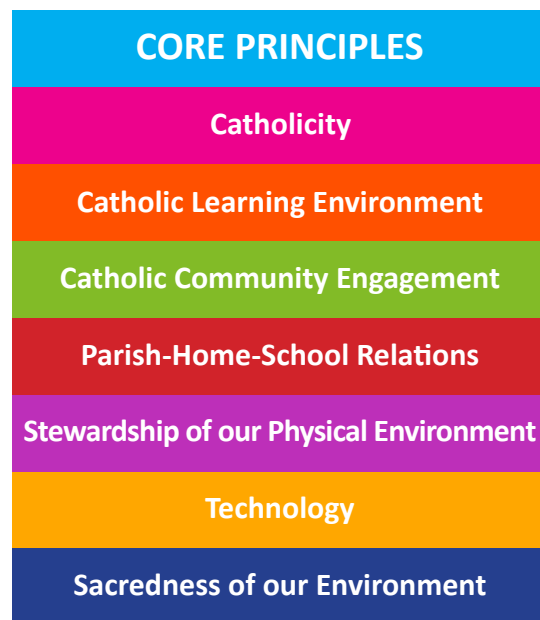 CORE PRINCIPLES
Catholicity
Catholic Learning Environment
Catholic Community Engagement
Parish-Home-School Relations
Stewardship of our Physical Environment
Technology
Sacredness of our Environment